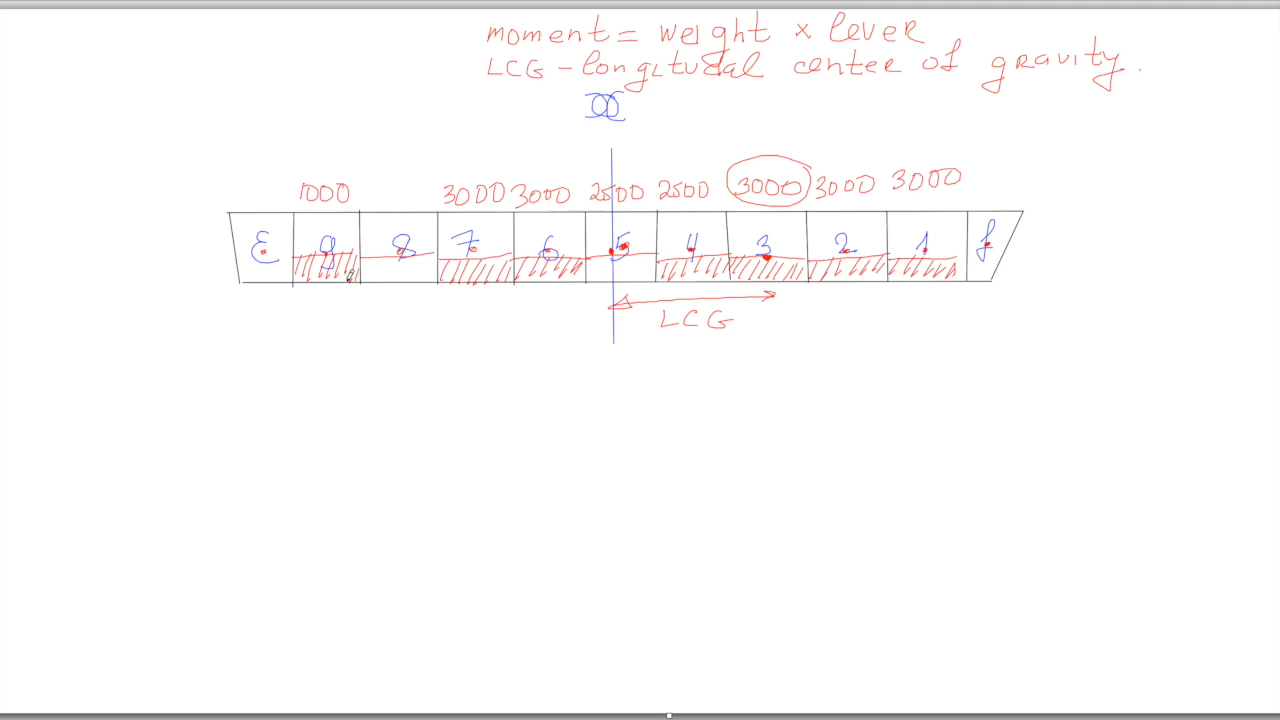 moment = weight × lever
LCG - longitudal center of gravity.
1000 3000 3000 2500 2500 3000 3000 3000
9 8 7 6 5 4 3 2 1 f
LCG